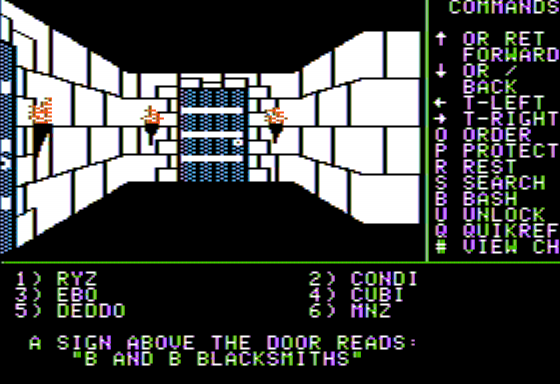 COMMANDS
↑ OR RET
FORWARD
↓ OR /
BACK
← T-LEFT
→ T-RIGHT
O ORDER
P PROTECT
R REST
S SEARCH
B BASH
U UNLOCK
Q QUIKREF
# VIEW CH
1) RYZ 2) CONDI
3) EBO 4) CUBI
5) DEDDO 6) MNZ
A SIGN ABOVE THE DOOR READS:
"B AND B BLACKSMITHS"